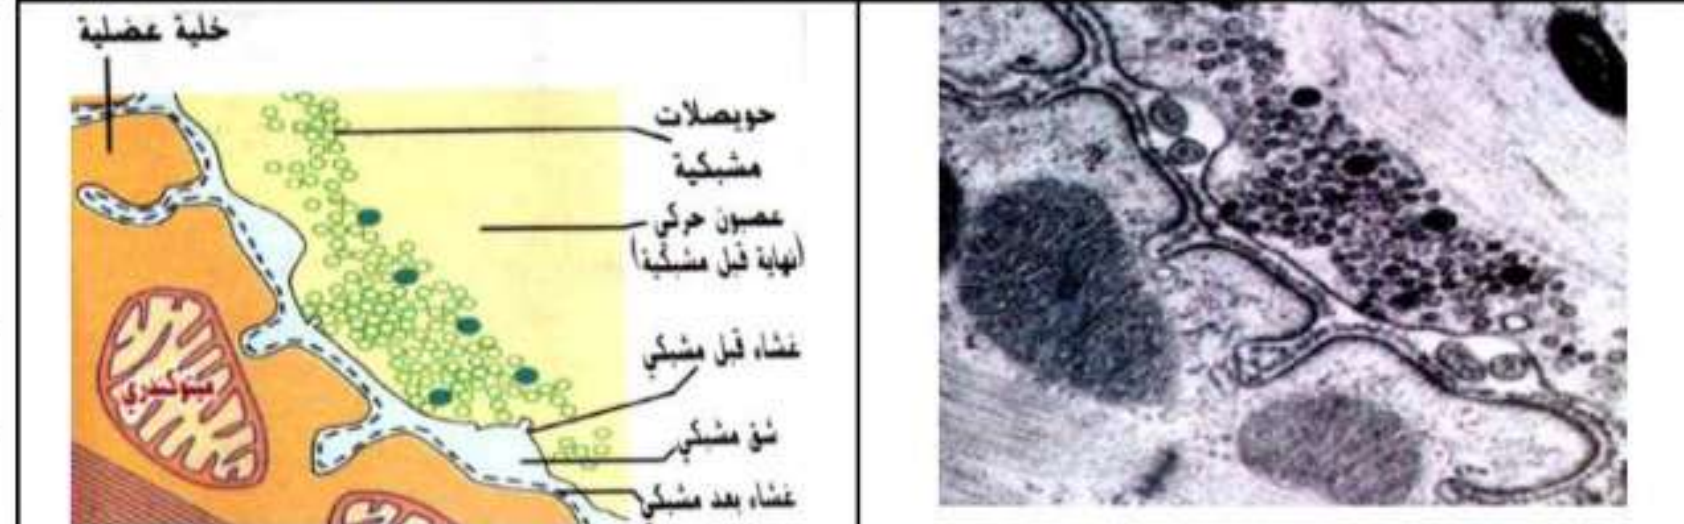 خلية عضلية
حويصلات
مشبكية
عصبون حركي
(نهاية قبل مشبكية)
غشاء قبل مشبكي
ميتوكندري
شق مشبكي
غشاء بعد مشبكي